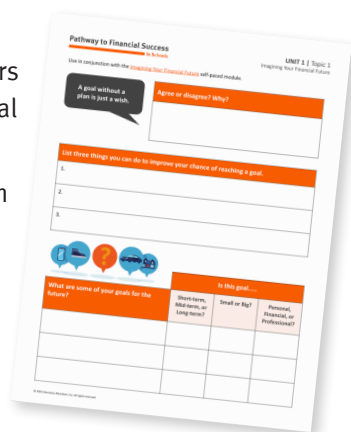 rs
al
n
Pathway to Financial Success
in Schools
UNIT 1 | Topic 1
Imagining Your Financial Future
Use in conjunction with the Imagining Your Financial Future self-paced module.
A goal without a
plan is just a wish.
Agree or disagree? Why?
List three things you can do to improve your chance of reaching a goal.
1.
2.
3.
What are some of your goals for the
future?
Is this goal.....
Short-term,
Mid-term, or
Long-term?
Small or Big?
Personal,
Financial, or
Professional?